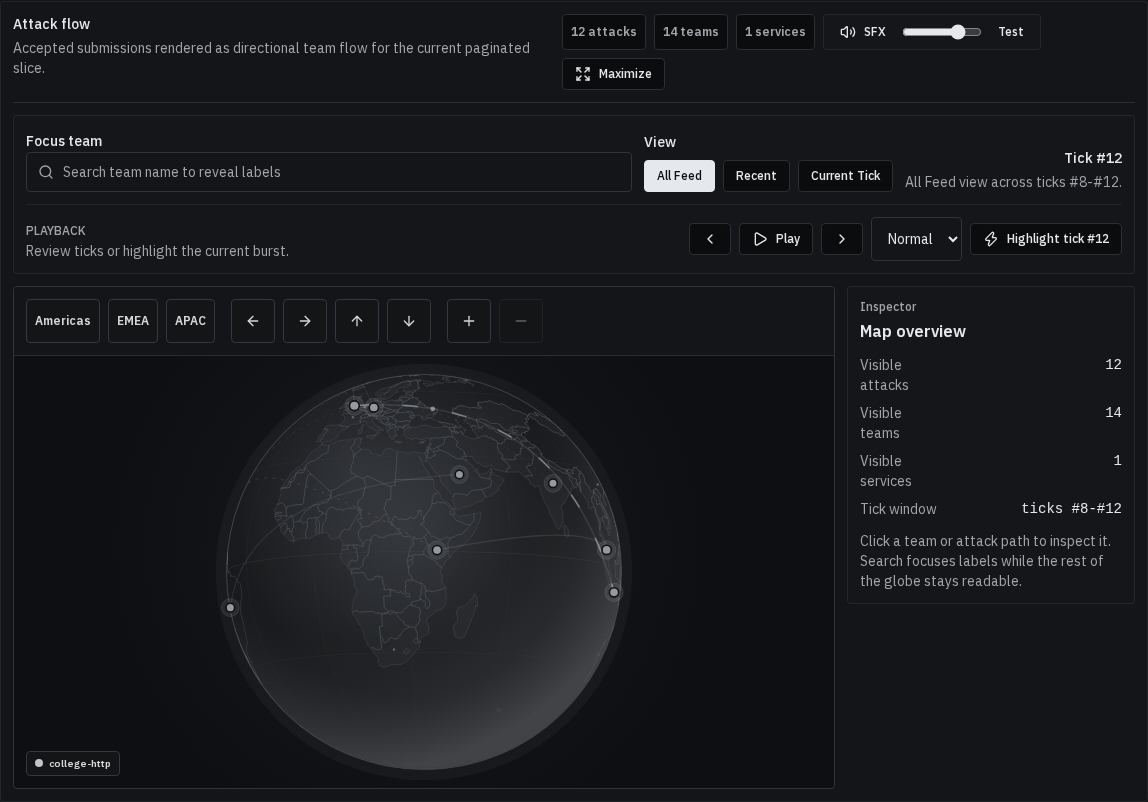 Attack flow
Accepted submissions rendered as directional team flow for the current paginated
slice.
12 attacks
14 teams
1 services
SFX
Test
Maximize
Focus team
Search team name to reveal labels
View
All Feed
Recent
Current Tick
Tick #12
All Feed view across ticks #8-#12.
PLAYBACK
Review ticks or highlight the current burst.
Play
Normal
Highlight tick #12
Americas
EMEA
APAC
college-http
Inspector
Map overview
Visible
attacks
12
Visible
teams
14
Visible
services
1
Tick window
ticks #8-#12
Click a team or attack path to inspect it.
Search focuses labels while the rest of
the globe stays readable.